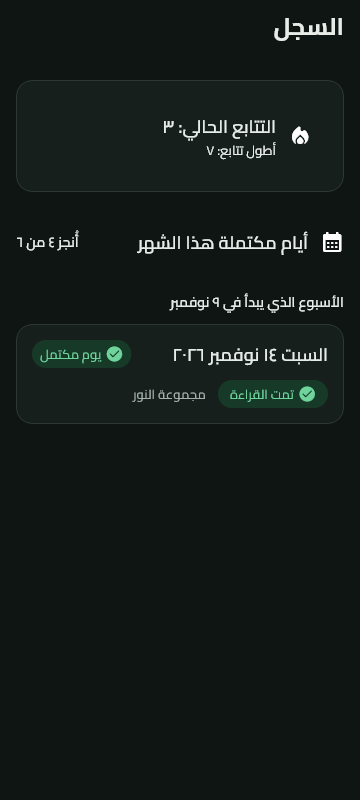 السجل
التتابع الحالي: ٣
أطول تتابع: ٧
أيام مكتملة هذا الشهر
أُنجز ٤ من ٦
الأسبوع الذي يبدأ في ٩ نوفمبر
السبت ١٤ نوفمبر ٢٠٢٦
يوم مكتمل
تمت القراءة
مجموعة النور